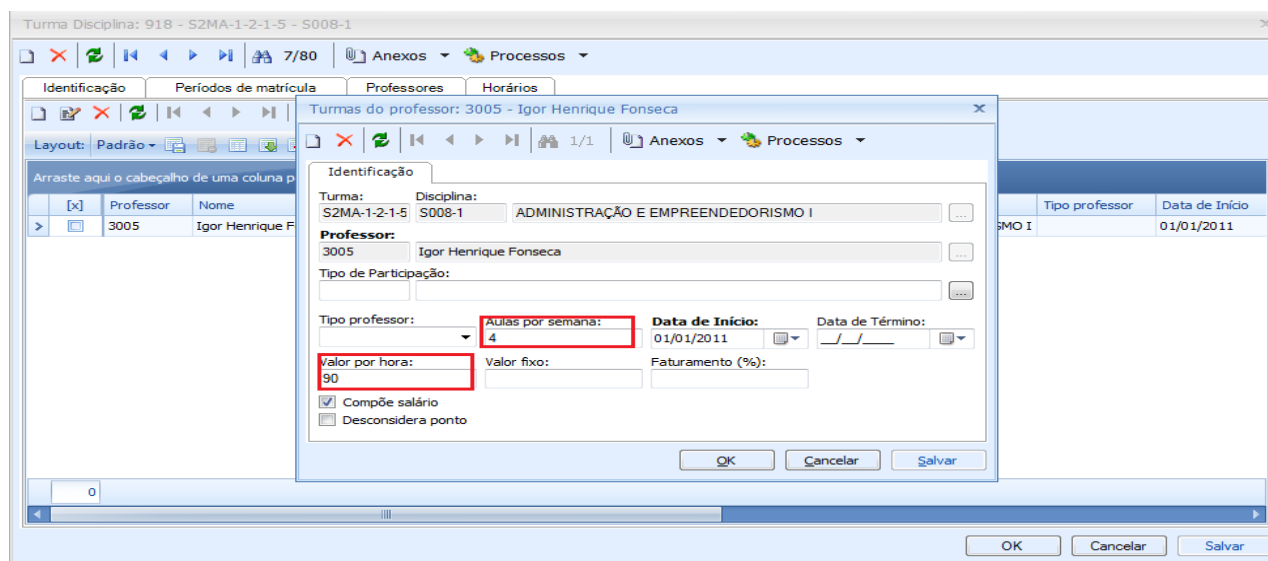 Turma Disciplina: 918 - S2MA-1-2-1-5 - S008-1
7/80 Anexos Processos
Identificação Períodos de matrícula Professores Horários
Turmas do professor: 3005 - Igor Henrique Fonseca
1/1 Anexos Processos
Layout: Padrão
Identificação
Arraste aqui o cabeçalho de uma coluna p
[x] Professor Nome Tipo professor Data de Início
3005 Igor Henrique F SMO I 01/01/2011
Turma: Disciplina:
S2MA-1-2-1-5 S008-1 ADMINISTRAÇÃO E EMPREENDEDORISMO I ...
Professor:
3005 Igor Henrique Fonseca ...
Tipo de Participação:
...
Tipo professor: Aulas por semana: Data de Início: Data de Término:
4 01/01/2011 __/__/____
Valor por hora: Valor fixo: Faturamento (%):
90
Compõe salário
Desconsidera ponto
OK Cancelar Salvar
0
OK Cancelar Salvar